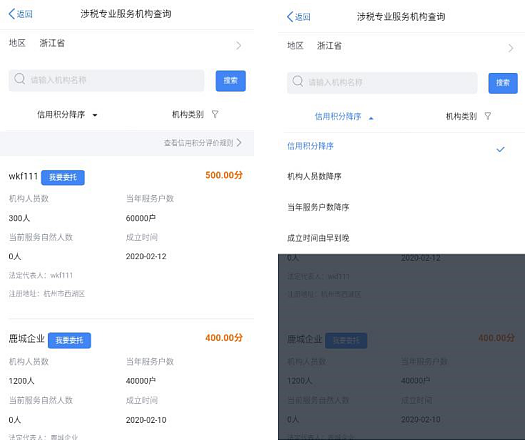 返回 涉税专业服务机构查询
地区 浙江省
请输入机构名称 搜索
信用积分降序 机构类别
查看信用积分评价规则
wkf111 我要委托 500.00分
机构人员数 当年服务户数
300人 60000户
当前服务自然人数 成立时间
0人 2020-02-12
法定代表人：wkf111
注册地址：杭州市西湖区
鹿城企业 我要委托 400.00分
机构人员数 当年服务户数
1200人 40000户
当前服务自然人数 成立时间
0人 2020-02-10
法定代表人：鹿城企业
返回 涉税专业服务机构查询
地区 浙江省
请输入机构名称 搜索
信用积分降序 机构类别
信用积分降序
机构人员数降序
当年服务户数降序
成立时间由早到晚
0人 2020-02-12
法定代表人：wkf111
注册地址：杭州市西湖区
鹿城企业 我要委托 400.00分
机构人员数 当年服务户数
1200人 40000户
当前服务自然人数 成立时间
0人 2020-02-10
法定代表人：鹿城企业